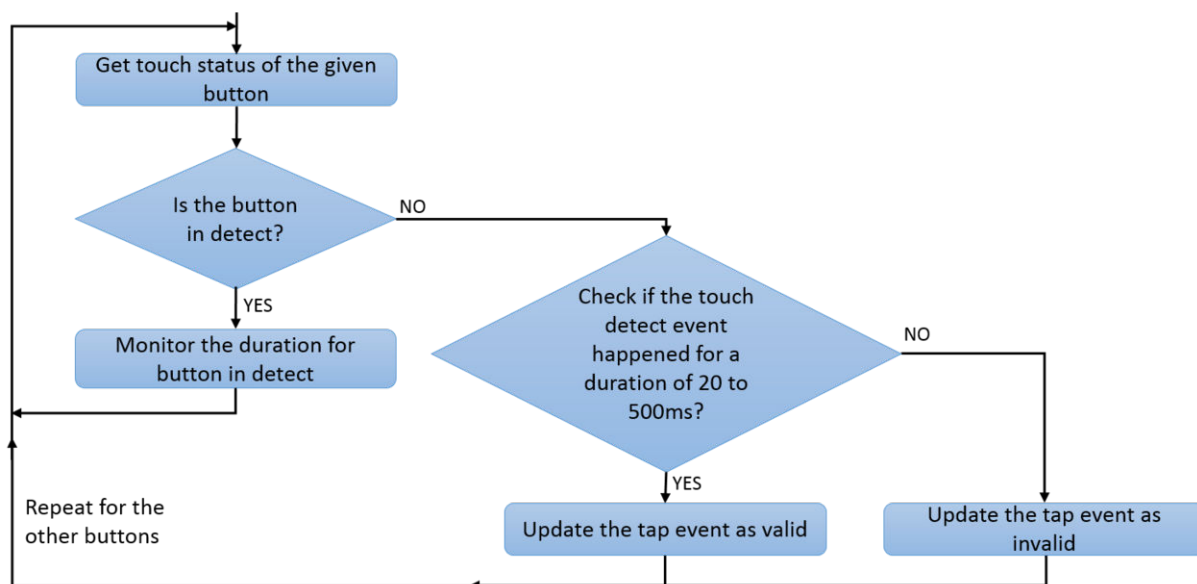 Get touch status of the given
button
Is the button
in detect?
NO
YES
Monitor the duration for
button in detect
Check if the touch
detect event
happened for a
duration of 20 to
500ms?
NO
YES
Update the tap event as valid
Update the tap event as
invalid
Repeat for the
other buttons